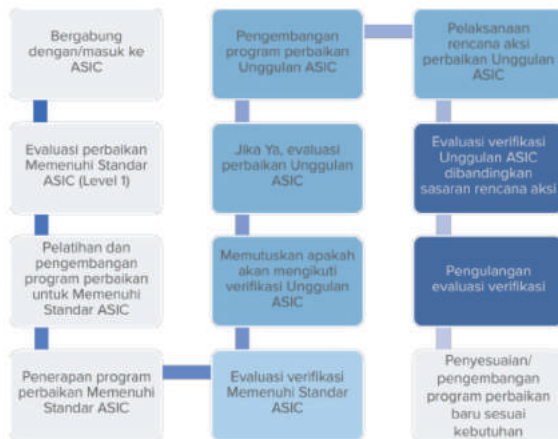 Bergabung
dengan/masuk ke
ASIC
Evaluasi perbaikan
Memenuhi Standar
ASIC (Level 1)
Pelatihan dan
pengembangan
program perbaikan
untuk Memenuhi
Standar ASIC
Penerapan program
perbaikan Memenuhi
Standar ASIC
Evaluasi verifikasi
Memenuhi Standar
ASIC
Memutuskan apakah
akan mengikuti
verifikasi Unggulan
ASIC
Jika Ya, evaluasi
perbaikan Unggulan
ASIC
Pengembangan
program perbaikan
Unggulan ASIC
Pelaksanaan
rencana aksi
perbaikan Unggulan
ASIC
Evaluasi verifikasi
Unggulan ASIC
dibandingkan
sasaran rencana aksi
Pengulangan
evaluasi verifikasi
Penyesuaian/
pengembangan
program perbaikan
baru sesuai
kebutuhan